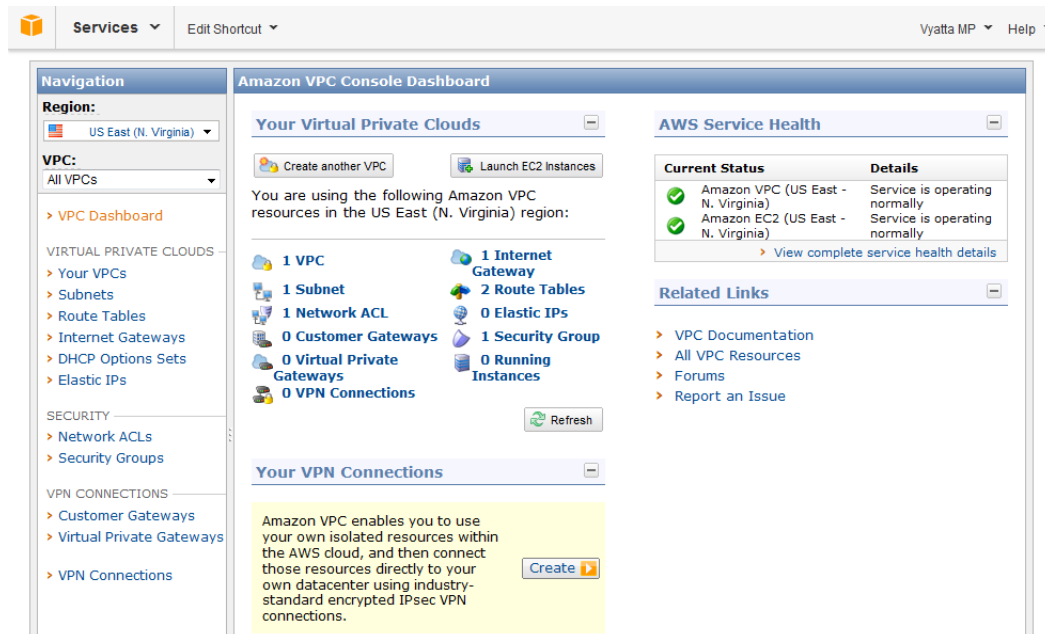 Services
Edit Shortcut
Vyatta MP
Help
Navigation
Region:
US East (N. Virginia)
VPC:
All VPCs
> VPC Dashboard
VIRTUAL PRIVATE CLOUDS
> Your VPCs
> Subnets
> Route Tables
> Internet Gateways
> DHCP Options Sets
> Elastic IPs
SECURITY
> Network ACLs
> Security Groups
VPN CONNECTIONS
> Customer Gateways
> Virtual Private Gateways
> VPN Connections
Amazon VPC Console Dashboard
Your Virtual Private Clouds
Create another VPC
Launch EC2 Instances
You are using the following Amazon VPC
resources in the US East (N. Virginia) region:
1 VPC
1 Internet
Gateway
1 Subnet
2 Route Tables
1 Network ACL
0 Elastic IPs
0 Customer Gateways
1 Security Group
0 Virtual Private
Gateways
0 Running
Instances
0 VPN Connections
Refresh
Your VPN Connections
Amazon VPC enables you to use
your own isolated resources within
the AWS cloud, and then connect
those resources directly to your
own datacenter using industry-
standard encrypted IPsec VPN
connections.
Create
AWS Service Health
Current Status
Details
Amazon VPC (US East -
N. Virginia)
Service is operating
normally
Amazon EC2 (US East -
N. Virginia)
Service is operating
normally
> View complete service health details
Related Links
> VPC Documentation
> All VPC Resources
> Forums
> Report an Issue